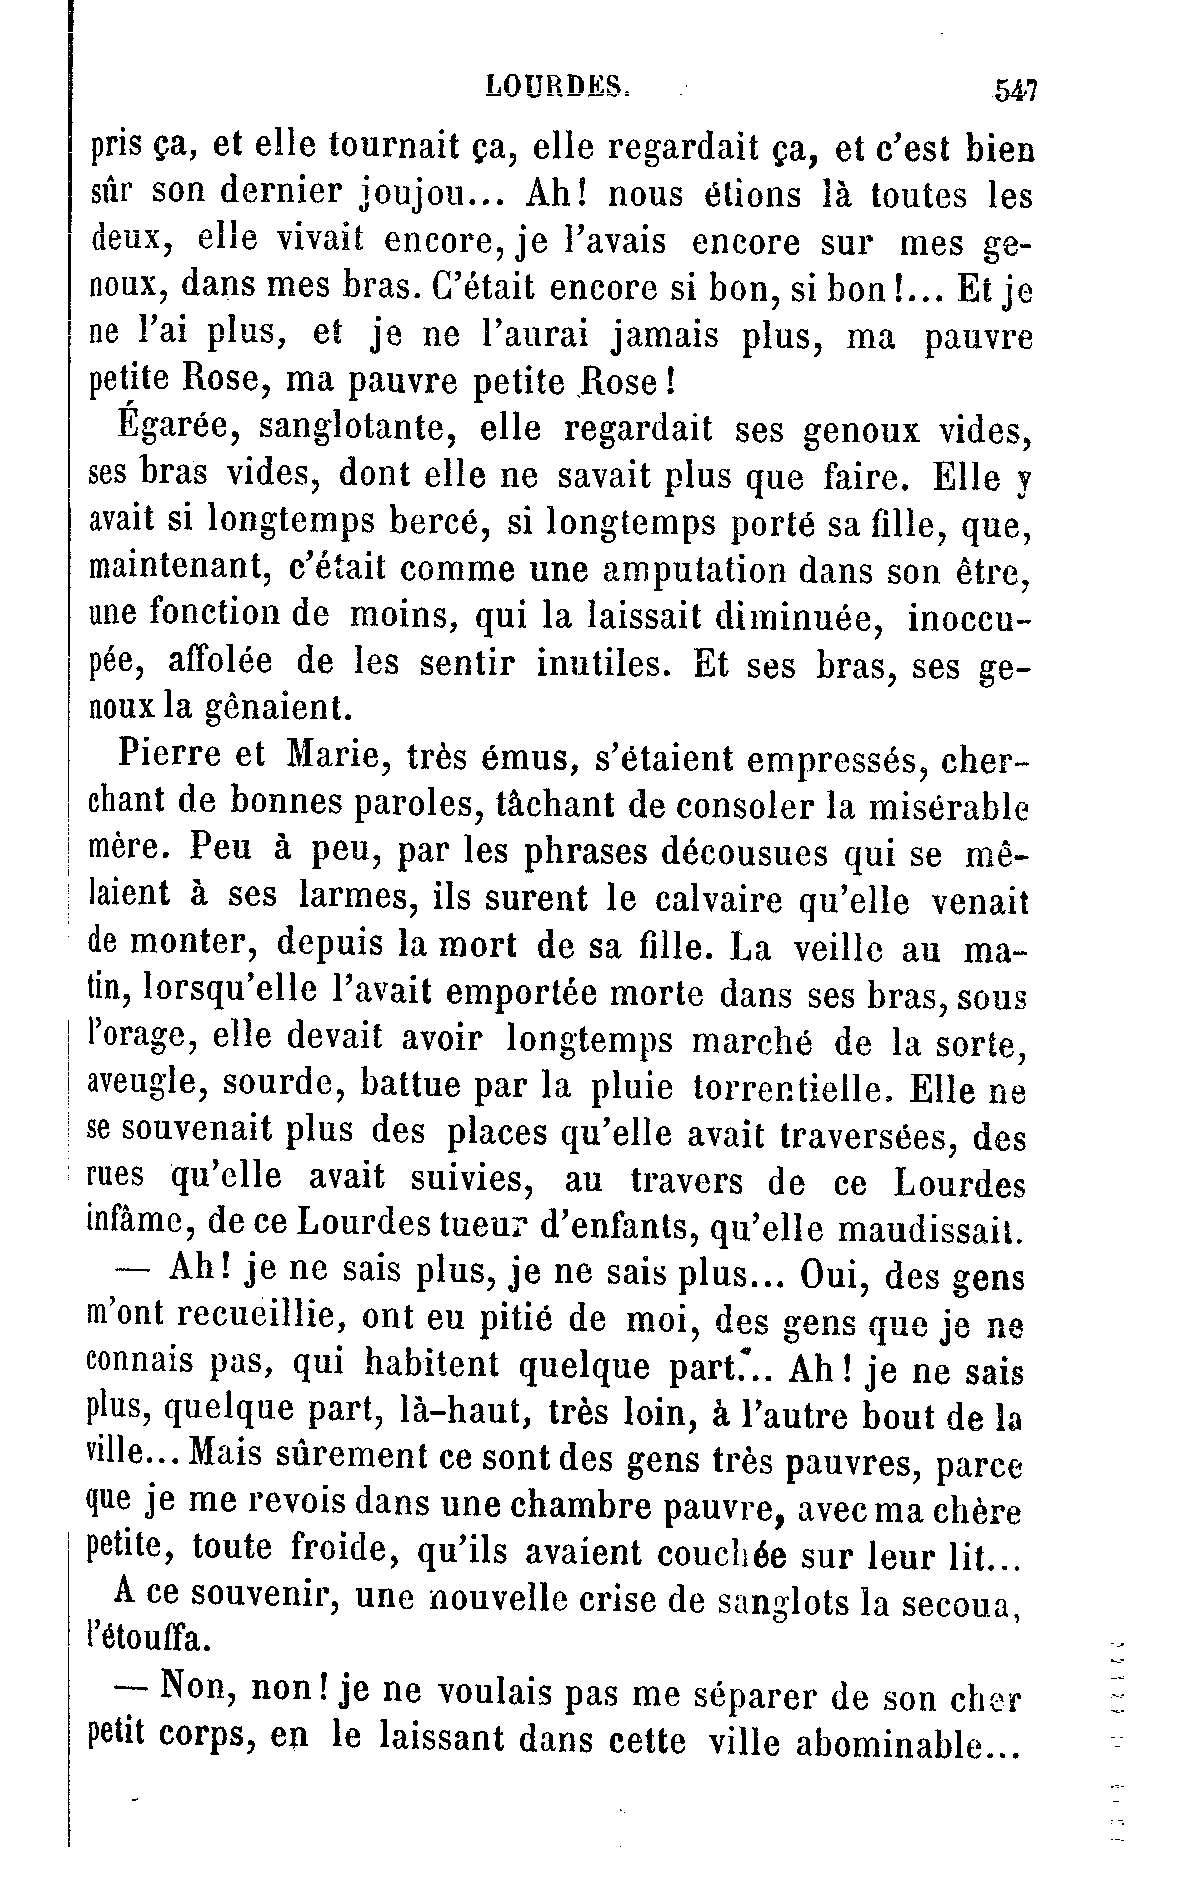 LOURDES. 547
pris ça, et elle tournait ça, elle regardait ça, et c'est bien
sûr son dernier joujou... Ah! nous étions là toutes les
deux, elle vivait encore, je l'avais encore sur mes ge-
noux, dans mes bras. C'était encore si bon, si bon!... Et je
ne l'ai plus, et je ne l'aurai jamais plus, ma pauvre
petite Rose, ma pauvre petite Rose!
Égarée, sanglotante, elle regardait ses genoux vides,
ses bras vides, dont elle ne savait plus que faire. Elle y
avait si longtemps bercé, si longtemps porté sa fille, que,
maintenant, c'était comme une amputation dans son être,
une fonction de moins, qui la laissait diminuée, inoccu-
pée, affolée de les sentir inutiles. Et ses bras, ses ge-
noux la gênaient.
Pierre et Marie, très émus, s'étaient empressés, cher-
chant de bonnes paroles, tâchant de consoler la misérable
mère. Peu à peu, par les phrases décousues qui se mê-
laient à ses larmes, ils surent le calvaire qu'elle venait
de monter, depuis la mort de sa fille. La veille au ma-
tin, lorsqu'elle l'avait emportée morte dans ses bras, sous
l'orage, elle devait avoir longtemps marché de la sorte,
aveugle, sourde, battue par la pluie torrentielle. Elle ne
se souvenait plus des places qu'elle avait traversées, des
rues qu'elle avait suivies, au travers de ce Lourdes
infâme, de ce Lourdes tueur d'enfants, qu'elle maudissait.
— Ah! je ne sais plus, je ne sais plus... Oui, des gens
m'ont recueillie, ont eu pitié de moi, des gens que je ne
connais pas, qui habitent quelque part... Ah! je ne sais
plus, quelque part, là-haut, très loin, à l'autre bout de la
ville... Mais sûrement ce sont des gens très pauvres, parce
que je me revois dans une chambre pauvre, avec ma chère
petite, toute froide, qu'ils avaient couchée sur leur lit...
A ce souvenir, une nouvelle crise de sanglots la secoua,
l'étouffa.
— Non, non! je ne voulais pas me séparer de son cher
petit corps, en le laissant dans cette ville abominable...